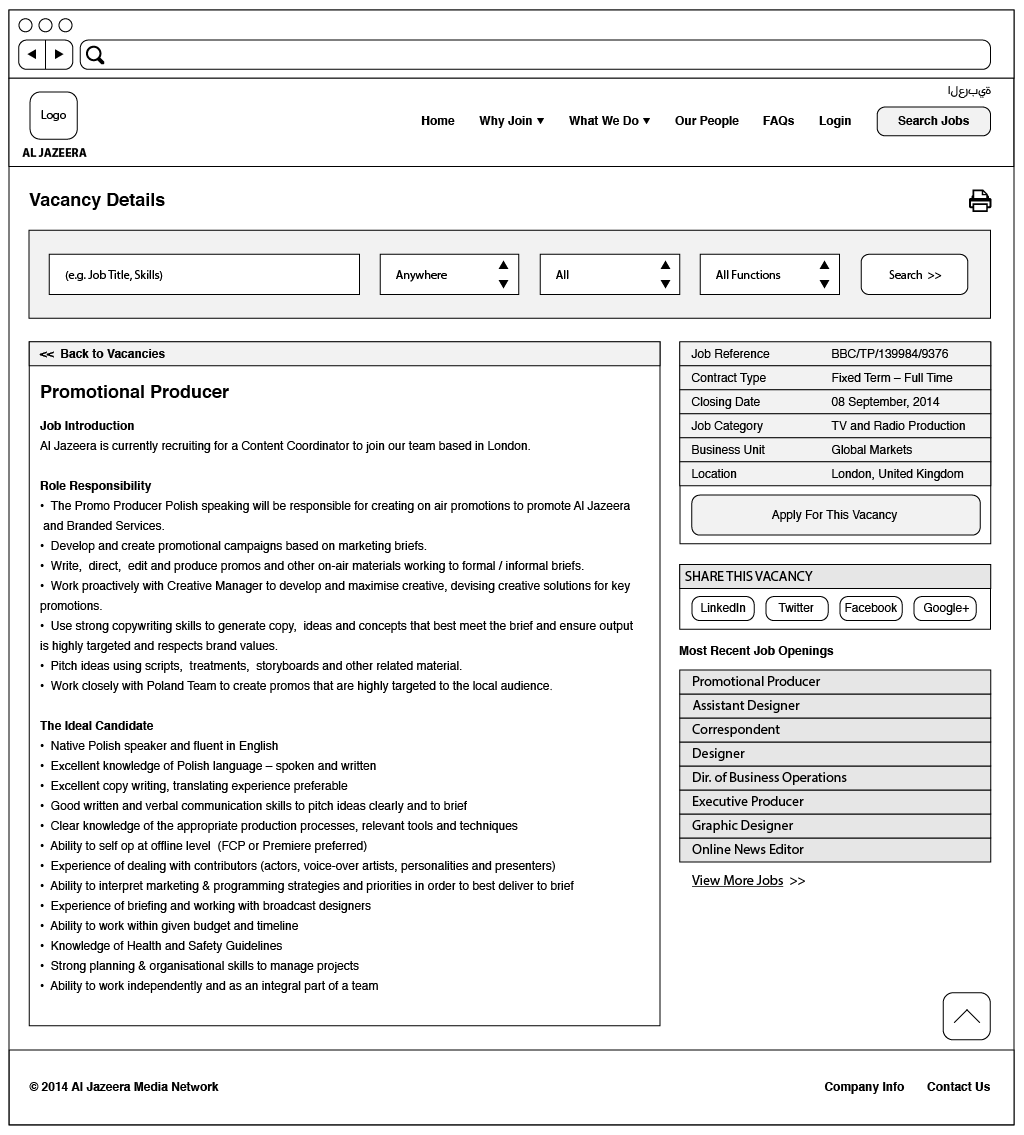 ةيبرعلا
Logo
AL JAZEERA
Home Why Join What We Do Our People FAQs Login Search Jobs
Vacancy Details
(e.g. Job Title, Skills) Anywhere All All Functions Search >>
<< Back to Vacancies
Promotional Producer
Job Introduction
Al Jazeera is currently recruiting for a Content Coordinator to join our team based in London.
Role Responsibility
• The Promo Producer Polish speaking will be responsible for creating on air promotions to promote Al Jazeera
and Branded Services.
• Develop and create promotional campaigns based on marketing briefs.
• Write, direct, edit and produce promos and other on-air materials working to formal / informal briefs.
• Work proactively with Creative Manager to develop and maximise creative, devising creative solutions for key
promotions.
• Use strong copywriting skills to generate copy, ideas and concepts that best meet the brief and ensure output
is highly targeted and respects brand values.
• Pitch ideas using scripts, treatments, storyboards and other related material.
• Work closely with Poland Team to create promos that are highly targeted to the local audience.
The Ideal Candidate
• Native Polish speaker and fluent in English
• Excellent knowledge of Polish language – spoken and written
• Excellent copy writing, translating experience preferable
• Good written and verbal communication skills to pitch ideas clearly and to brief
• Clear knowledge of the appropriate production processes, relevant tools and techniques
• Ability to self op at offline level (FCP or Premiere preferred)
• Experience of dealing with contributors (actors, voice-over artists, personalities and presenters)
• Ability to interpret marketing & programming strategies and priorities in order to best deliver to brief
• Experience of briefing and working with broadcast designers
• Ability to work within given budget and timeline
• Knowledge of Health and Safety Guidelines
• Strong planning & organisational skills to manage projects
• Ability to work independently and as an integral part of a team
Job Reference BBC/TP/139984/9376
Contract Type Fixed Term – Full Time
Closing Date 08 September, 2014
Job Category TV and Radio Production
Business Unit Global Markets
Location London, United Kingdom
Apply For This Vacancy
SHARE THIS VACANCY
LinkedIn Twitter Facebook Google+
Most Recent Job Openings
Promotional Producer
Assistant Designer
Correspondent
Designer
Dir. of Business Operations
Executive Producer
Graphic Designer
Online News Editor
View More Jobs >>
© 2014 Al Jazeera Media Network Company Info Contact Us